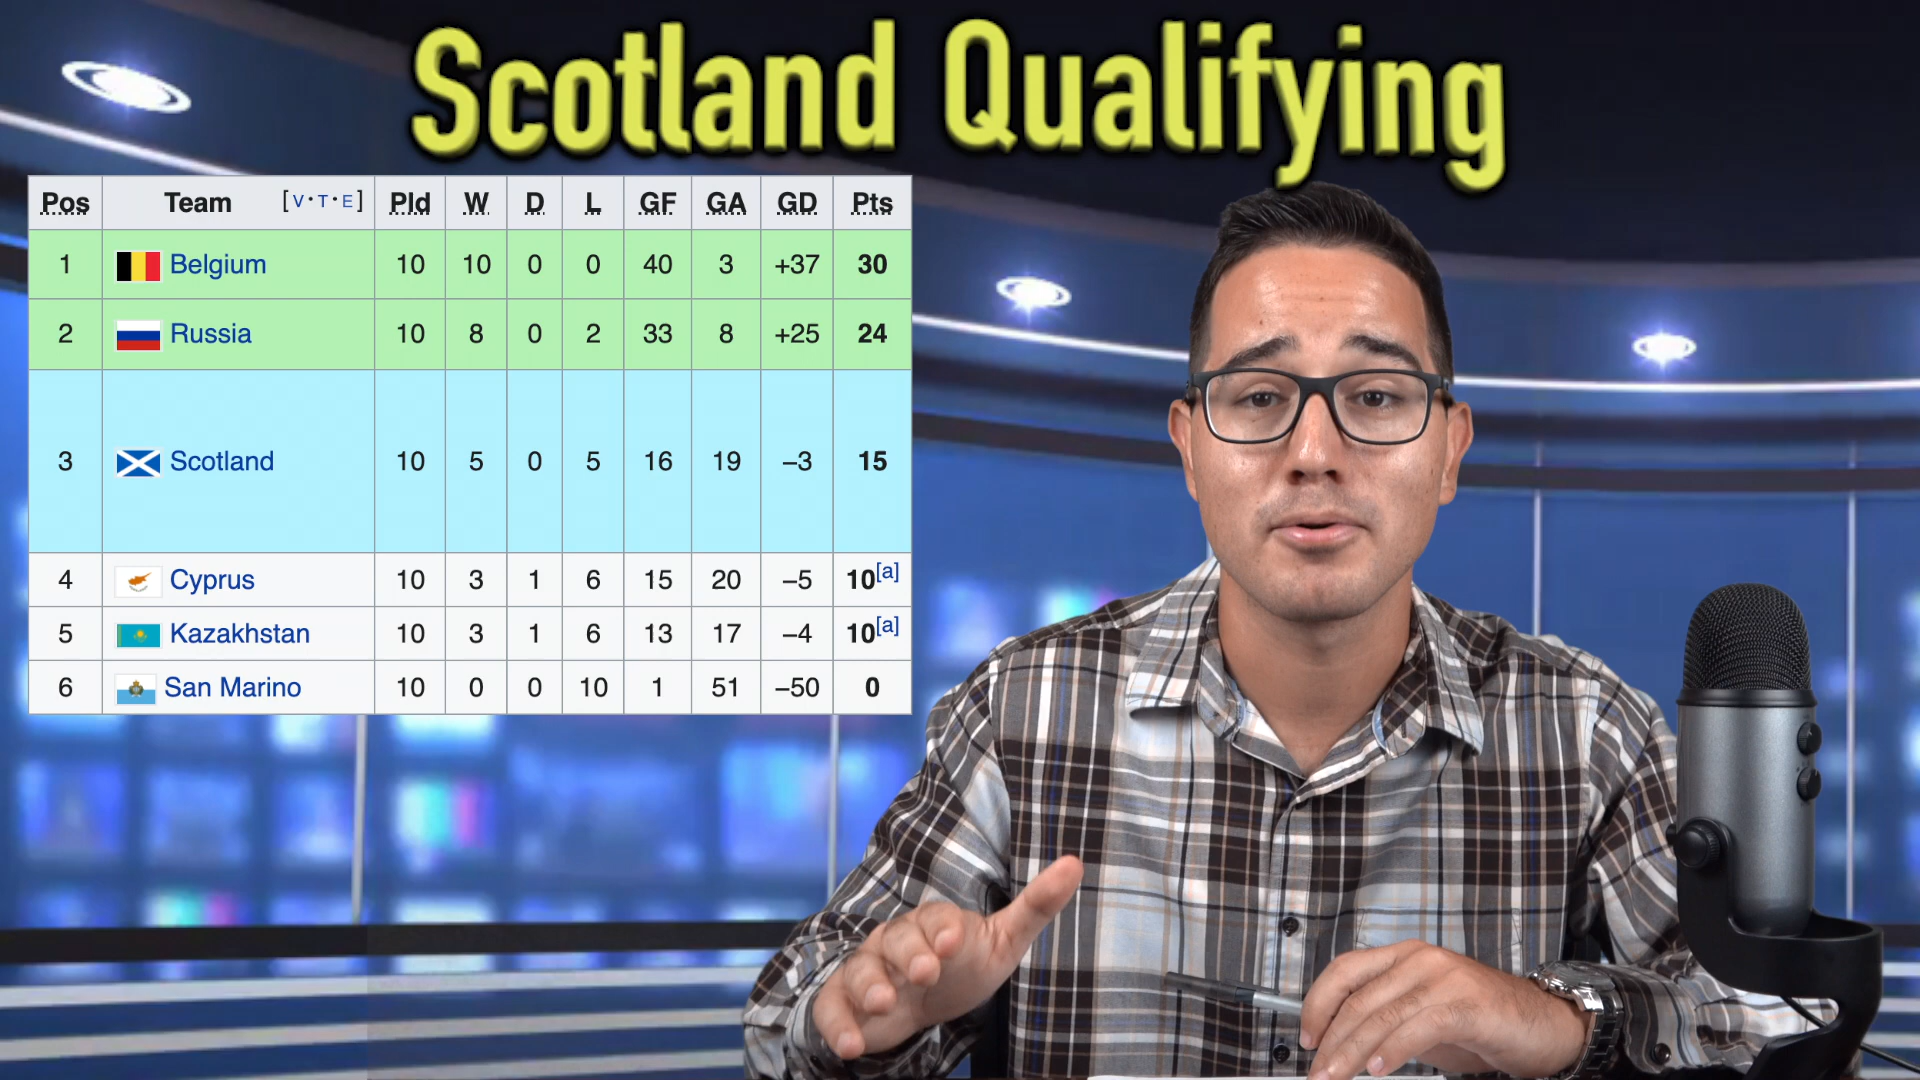 Scotland Qualifying
Pos Team [V·T·E] Pld W D L GF GA GD Pts
1 Belgium 10 10 0 0 40 3 +37 30
2 Russia 10 8 0 2 33 8 +25 24
3 Scotland 10 5 0 5 16 19 −3 15
4 Cyprus 10 3 1 6 15 20 −5 10[a]
5 Kazakhstan 10 3 1 6 13 17 −4 10[a]
6 San Marino 10 0 0 10 1 51 −50 0